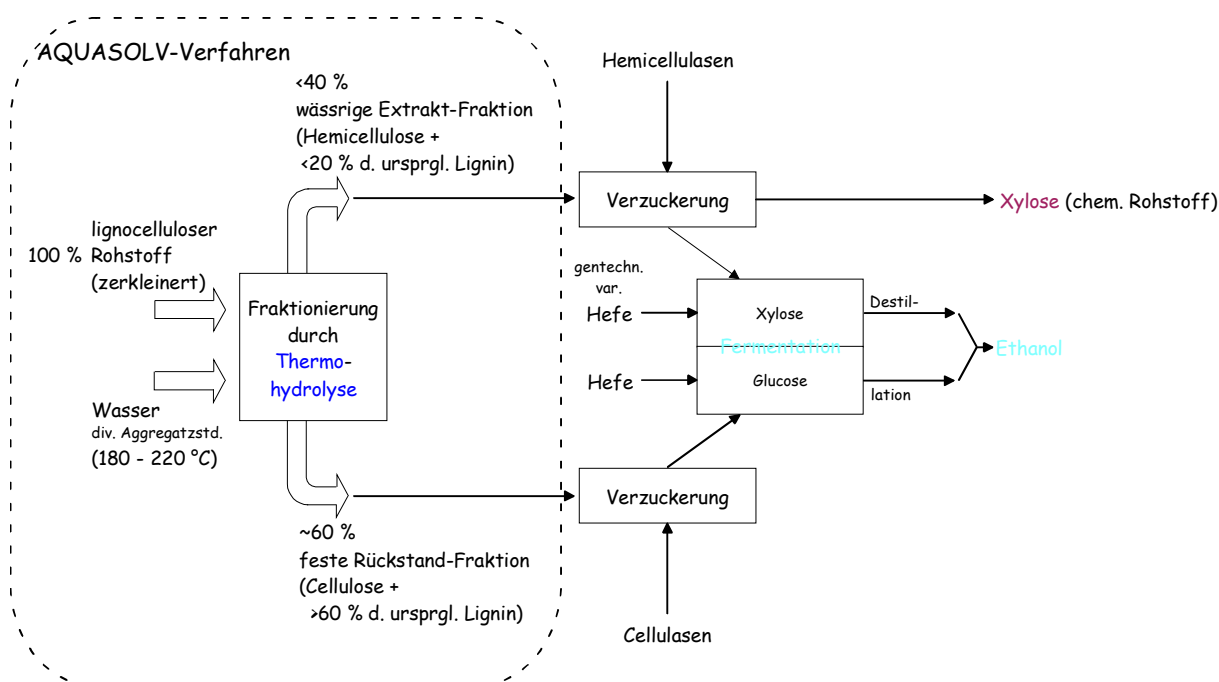 AQUASOLV-Verfahren
<40 %
wässrige Extrakt-Fraktion
(Hemicellulose +
<20 % d. ursprgl. Lignin)
Hemicellulasen
Verzuckerung
Xylose (chem. Rohstoff)
lignocelluloser
100 % Rohstoff
(zerkleinert)
Fraktionierung
durch
Thermo-
hydrolyse
Wasser
div. Aggregatzstd.
(180 - 220 °C)
gentechn.
var.
Hefe
Xylose
Destil-
Fermentation
Ethanol
Hefe
Glucose
lation
Verzuckerung
~60 %
feste Rückstand-Fraktion
(Cellulose +
>60 % d. ursprgl. Lignin)
Cellulasen